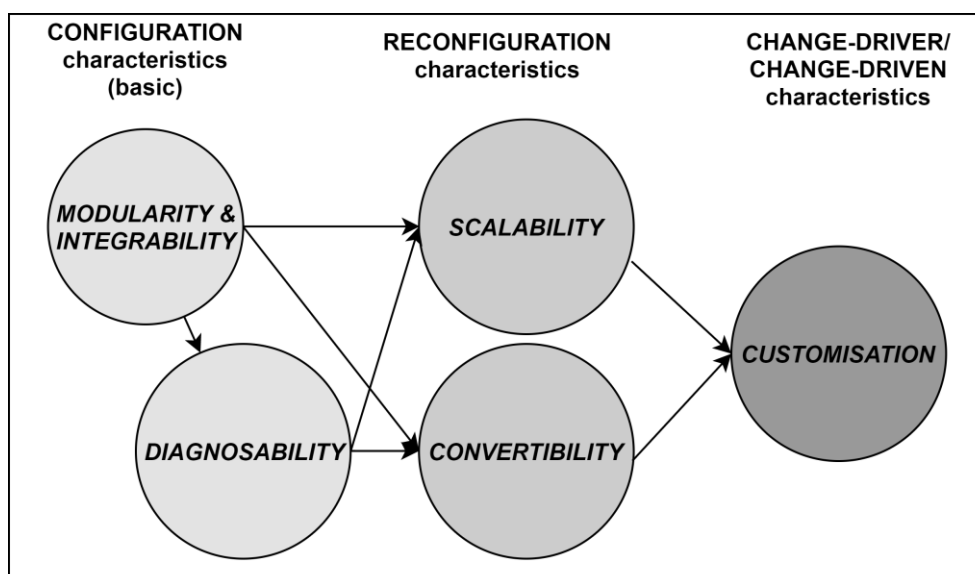 CONFIGURATION
characteristics
(basic)
RECONFIGURATION
characteristics
CHANGE-DRIVER/
CHANGE-DRIVEN
characteristics
MODULARITY &
INTEGRABILITY
SCALABILITY
CUSTOMISATION
DIAGNOSABILITY
CONVERTIBILITY